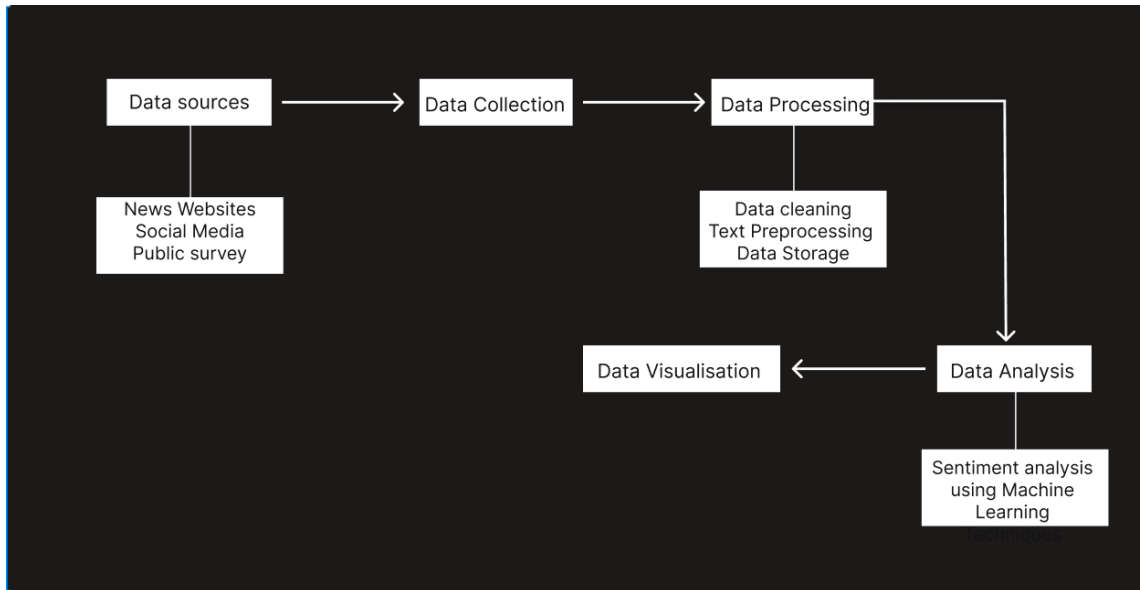 Data sources
Data Collection
Data Processing
News Websites
Social Media
Public survey
Data cleaning
Text Preprocessing
Data Storage
Data Visualisation
Data Analysis
Sentiment analysis
using Machine
Learning
Techniques